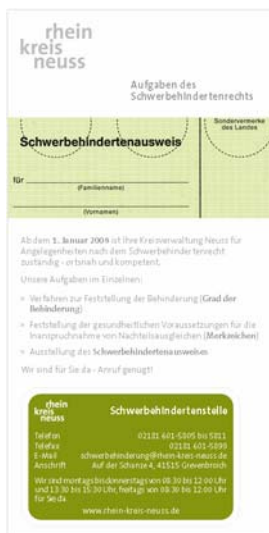 rhein
kreis
neuss
Aufgaben des
Schwerbehindertenrechts
Sondervermerke
des Landes
Schwerbehindertenausweis
für
(Familienname)
(Vornamen)
Ab dem 1. Januar 2008 ist Ihre Kreisverwaltung Neuss für
Angelegenheiten nach dem Schwerbehindertenrecht
zuständig - ortsnah und kompetent.
Unsere Aufgaben im Einzelnen:
» Verfahren zur Feststellung der Behinderung (Grad der
Behinderung)
» Feststellung der gesundheitlichen Voraussetzungen für die
Inanspruchnahme von Nachteilsausgleichen (Merkzeichen)
» Ausstellung des Schwerbehindertenausweises
Wir sind für Sie da - Anruf genügt!
rhein
kreis
neuss
Schwerbehindertenstelle
Telefon 02181 601-5805 bis 5811
Telefax 02181 601-5899
E-Mail schwerbehinderung@rhein-kreis-neuss.de
Anschrift Auf der Schanze 4, 41515 Grevenbroich
Wir sind montags bis donnerstags von 08:30 bis 12:00 Uhr
und 13:30 bis 15:30 Uhr, freitags von 08:30 bis 12:00 Uhr
für Sie da.
www.rhein-kreis-neuss.de